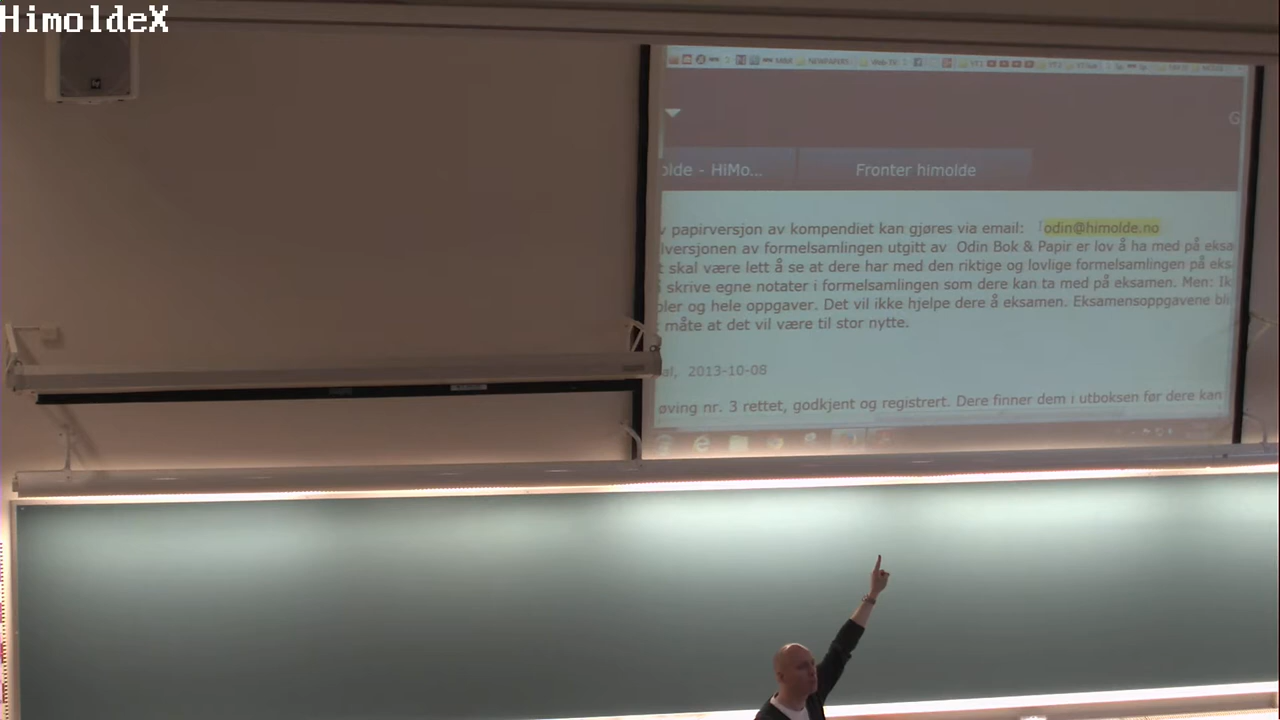 HimoldeX
NEWPAPERS
G
olde - HiMo...
Fronter himolde
v papirversjon av kompendiet kan gjøres via email: odin@himolde.no
lversjonen av formelsamlingen utgitt av Odin Bok & Papir er lov å ha med på eksa
t skal være lett å se at dere har med den riktige og lovlige formelsamlingen på eks
skrive egne notater i formelsamlingen som dere kan ta med på eksamen. Men: Ik
oler og hele oppgaver. Det vil ikke hjelpe dere å eksamen. Eksamensoppgavene bli
måte at det vil være til stor nytte.
al, 2013-10-08
øving nr. 3 rettet, godkjent og registrert. Dere finner dem i utboksen før dere kan